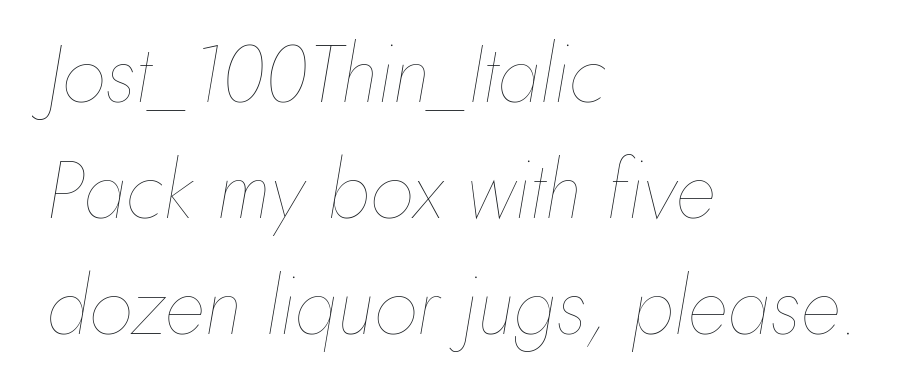 Jost_100Thin_Italic
Pack my box with five
dozen liquor jugs, please.